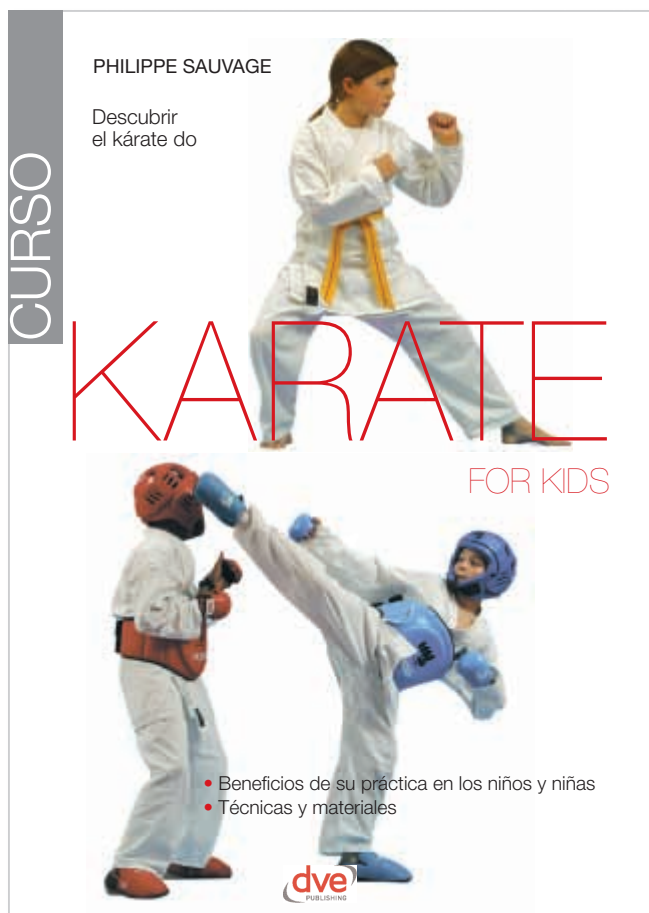 PHILIPPE SAUVAGE
Descubrir
el kárate do
CURSO
KARATE
FOR KIDS
• Beneficios de su práctica en los niños y niñas
• Técnicas y materiales
dve
PUBLISHING